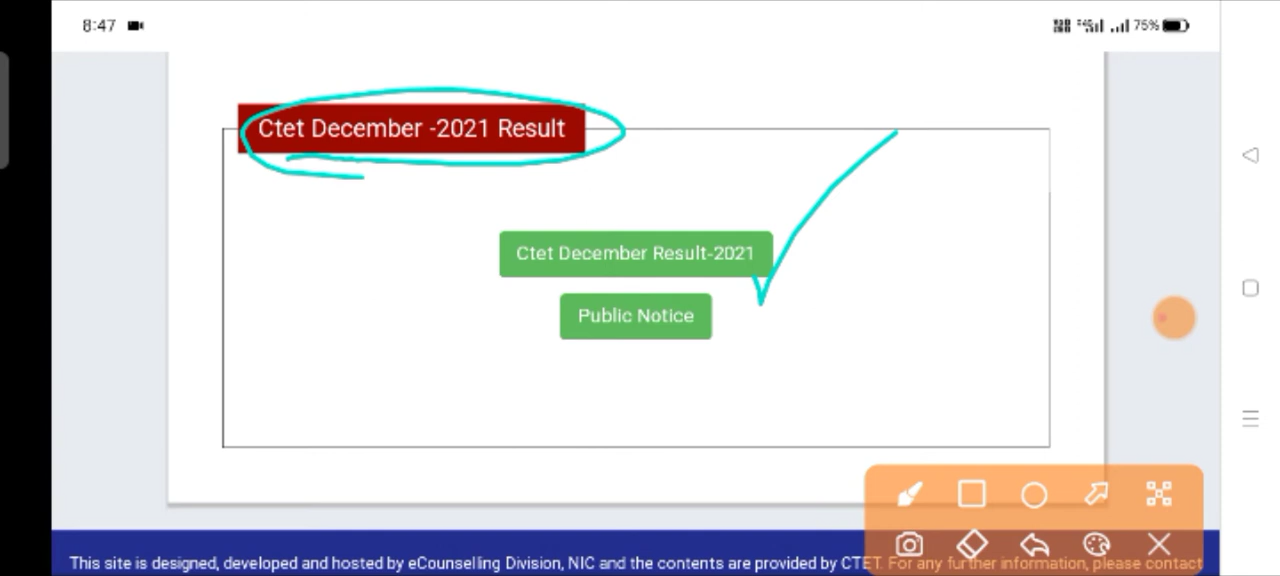 8:47
75%
Ctet December -2021 Result
Ctet December Result-2021
Public Notice
This site is designed, developed and hosted by eCounselling Division, NIC and the contents are provided by CTET. For any further information, please contact